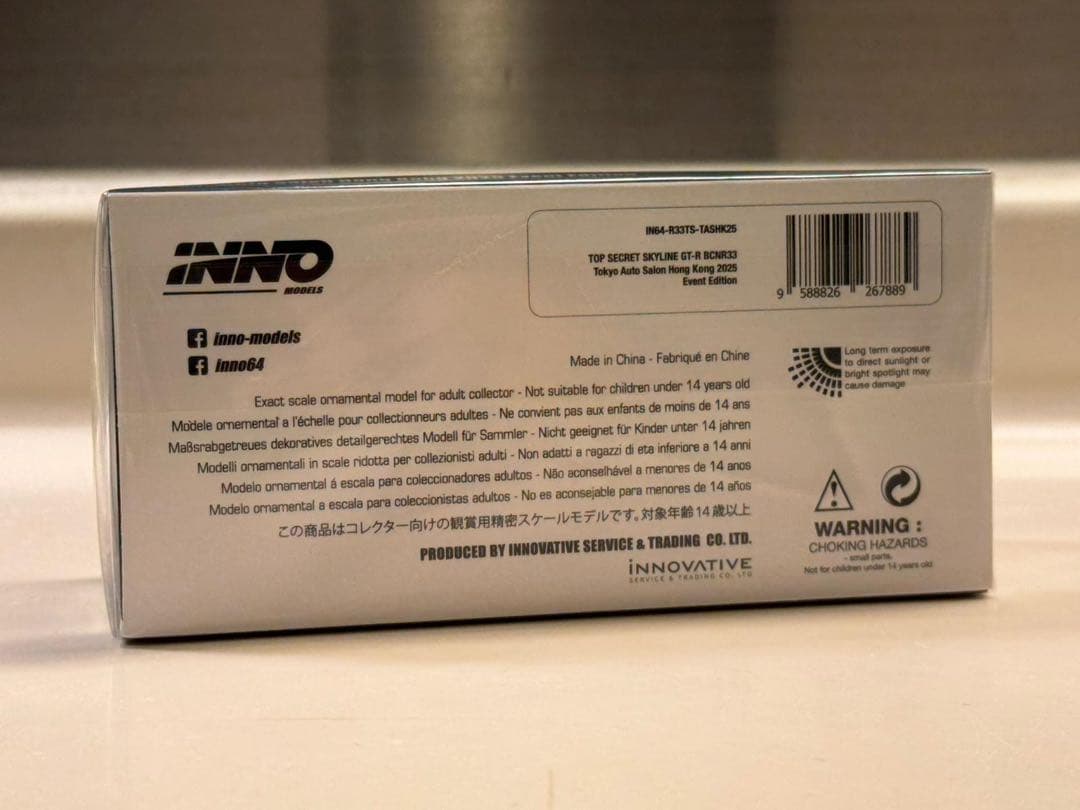 INNO
MODELS
inno-models
inno64
IN64-R33TS-TASHK25
TOP SECRET SKYLINE GT-R BCNR33
Tokyo Auto Salon Hong Kong 2025
Event Edition
9 588826 267889
Made in China - Fabriqué en Chine
Long term exposure
to direct sunlight or
bright spotlight may
cause damage
Exact scale ornamental model for adult collector - Not suitable for children under 14 years old
Modèle ornemental a l'échelle pour collectionneurs adultes - Ne convient pas aux enfants de moins de 14 ans
Maßsrabgetreues dekoratives detailgerechtes Modell für Sammler - Nicht geeignet für Kinder unter 14 jahren
Modelli ornamentali in scale ridotta per collezionisti adulti - Non adatti a ragazzi di eta inferiore a 14 anni
Modelo ornamental á escala para coleccionadores adultos - Não aconselhável a menores de 14 anos
Modelo ornamental a escala para coleccionistas adultos - No es aconsejable para menores de 14 años
この商品はコレクター向けの観賞用精密スケールモデルです。対象年齢14歳以上
PRODUCED BY INNOVATIVE SERVICE & TRADING CO. LTD.
INNOVATIVE
SERVICE & TRADING CO. LTD
WARNING :
CHOKING HAZARDS
- small parts.
Not for children under 14 years old